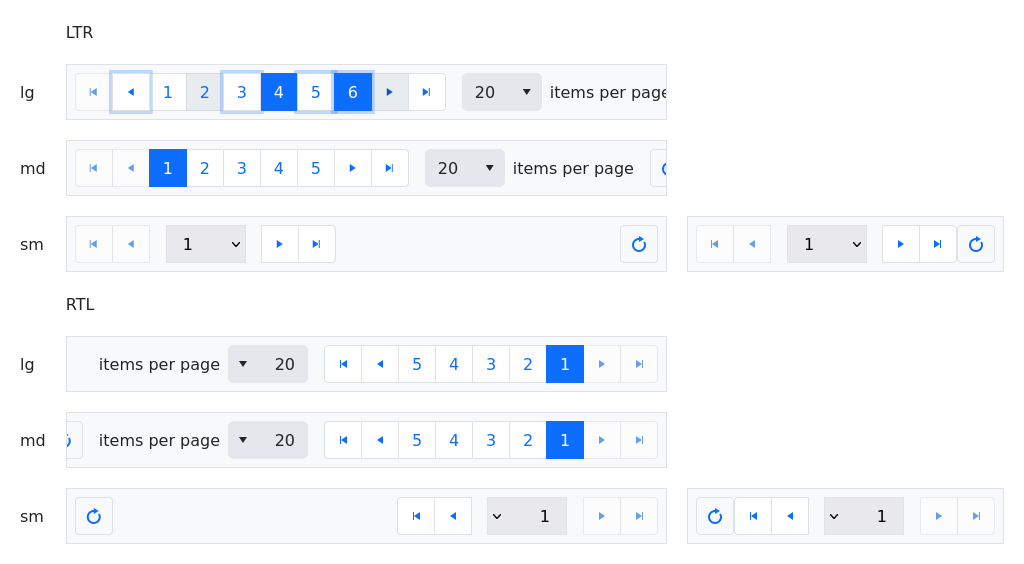 LTR
lg 1 2 3 4 5 6 20 items per page
md 1 2 3 4 5 20 items per page
sm 1 1
RTL
lg items per page 20 5 4 3 2 1
md items per page 20 5 4 3 2 1
sm 1 1